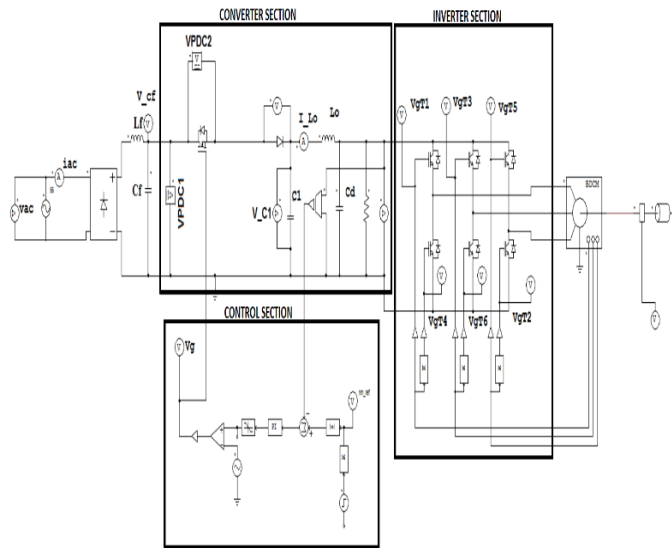 CONVERTER SECTION
INVERTER SECTION
VPDC2
V_cf
Lf
I_Lo
Lo
VgT1
VgT3
VgT5
iac
vac
Cf
VPDC1
V_C1
C1
Cd
BDCM
VgT4
VgT6
VgT2
CONTROL SECTION
Vg
PI